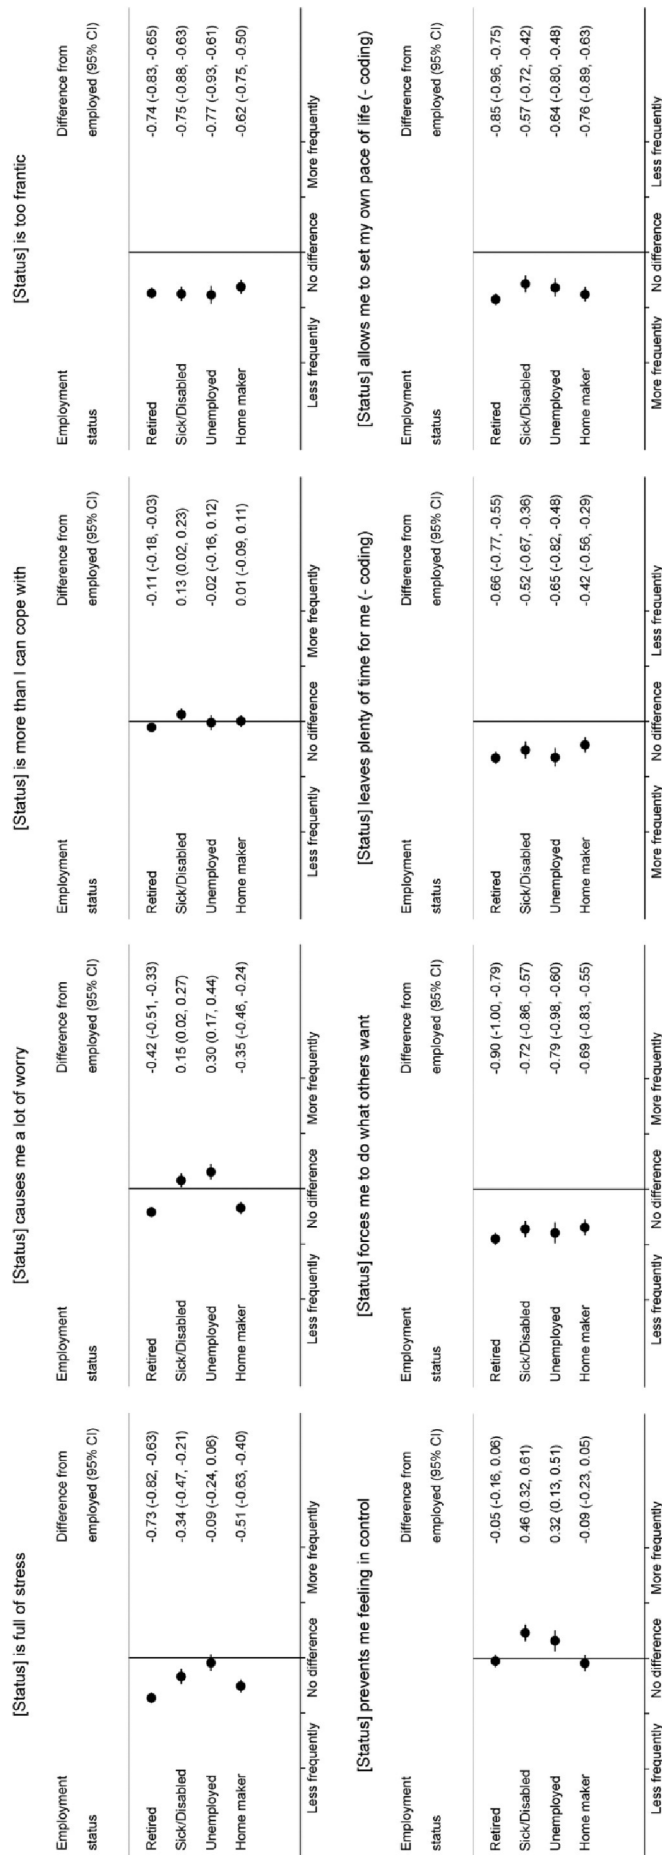 [Status] is full of stress
Employment Difference from
status employed (95% CI)
Retired -0.73 (-0.82, -0.63)
Sick/Disabled -0.34 (-0.47, -0.21)
Unemployed -0.09 (-0.24, 0.06)
Home maker -0.51 (-0.63, -0.40)
Less frequently No difference More frequently
[Status] causes me a lot of worry
Employment Difference from
status employed (95% CI)
Retired -0.42 (-0.51, -0.33)
Sick/Disabled 0.15 (0.02, 0.27)
Unemployed 0.30 (0.17, 0.44)
Home maker -0.35 (-0.46, -0.24)
Less frequently No difference More frequently
[Status] is more than I can cope with
Employment Difference from
status employed (95% CI)
Retired -0.11 (-0.18, -0.03)
Sick/Disabled 0.13 (0.02, 0.23)
Unemployed -0.02 (-0.16, 0.12)
Home maker 0.01 (-0.09, 0.11)
Less frequently No difference More frequently
[Status] is too frantic
Employment Difference from
status employed (95% CI)
Retired -0.74 (-0.83, -0.65)
Sick/Disabled -0.75 (-0.88, -0.63)
Unemployed -0.77 (-0.93, -0.61)
Home maker -0.62 (-0.75, -0.50)
Less frequently No difference More frequently
[Status] prevents me feeling in control
Employment Difference from
status employed (95% CI)
Retired -0.05 (-0.16, 0.06)
Sick/Disabled 0.46 (0.32, 0.61)
Unemployed 0.32 (0.13, 0.51)
Home maker -0.09 (-0.23, 0.05)
Less frequently No difference More frequently
[Status] forces me to do what others want
Employment Difference from
status employed (95% CI)
Retired -0.90 (-1.00, -0.79)
Sick/Disabled -0.72 (-0.86, -0.57)
Unemployed -0.79 (-0.98, -0.60)
Home maker -0.69 (-0.83, -0.55)
Less frequently No difference More frequently
[Status] leaves plenty of time for me (- coding)
Employment Difference from
status employed (95% CI)
Retired -0.66 (-0.77, -0.55)
Sick/Disabled -0.52 (-0.67, -0.36)
Unemployed -0.65 (-0.82, -0.48)
Home maker -0.42 (-0.56, -0.29)
More frequently No difference Less frequently
[Status] allows me to set my own pace of life (- coding)
Employment Difference from
status employed (95% CI)
Retired -0.85 (-0.96, -0.75)
Sick/Disabled -0.57 (-0.72, -0.42)
Unemployed -0.64 (-0.80, -0.48)
Home maker -0.76 (-0.89, -0.63)
More frequently No difference Less frequently